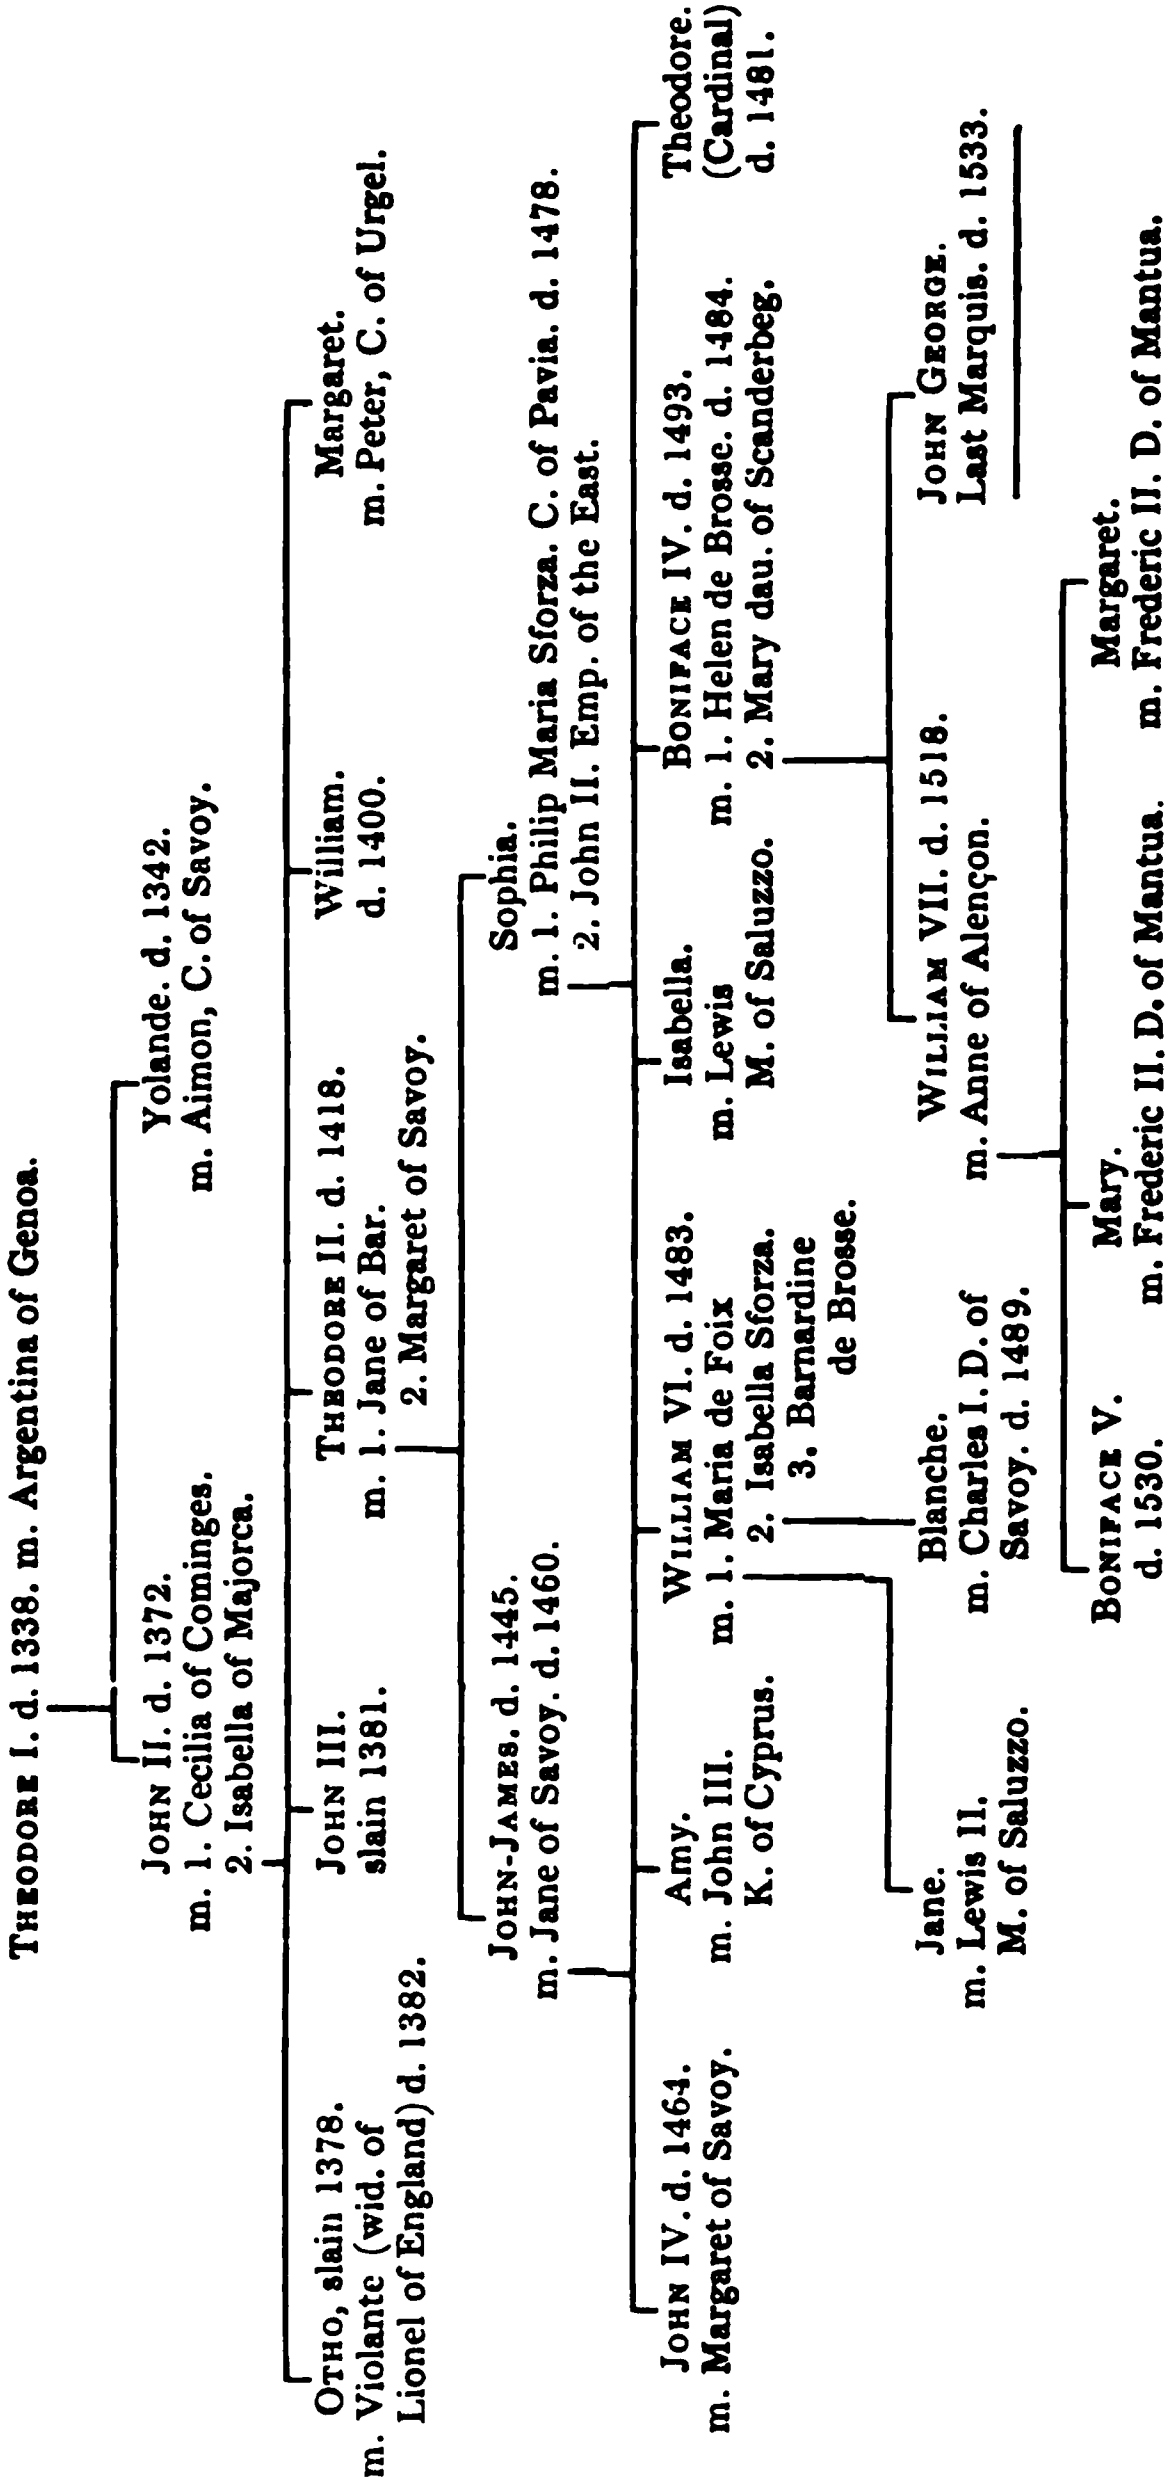 THEODORE I. d. 1338. m. Argentina of Genoa.
JOHN II. d. 1372.
m. 1. Cecilia of Cominges.
2. Isabella of Majorca.
Yolande. d. 1342.
m. Aimon, C. of Savoy.
OTHO, slain 1378.
m. Violante (wid. of
Lionel of England) d. 1382.
JOHN III.
slain 1381.
THEODORE II. d. 1418.
m. 1. Jane of Bar.
2. Margaret of Savoy.
William.
d. 1400.
Margaret.
m. Peter, C. of Urgel.
JOHN-JAMES. d. 1445.
m. Jane of Savoy. d. 1460.
Sophia.
m. 1. Philip Maria Sforza. C. of Pavia. d. 1478.
2. John II. Emp. of the East.
JOHN IV. d. 1464.
m. Margaret of Savoy.
Amy.
m. John III.
K. of Cyprus.
WILLIAM VI. d. 1483.
m. 1. Maria de Foix
2. Isabella Sforza.
3. Barnardine
de Brosse.
Isabella.
m. Lewis
M. of Saluzzo.
BONIFACE IV. d. 1493.
m. 1. Helen de Brosse. d. 1484.
2. Mary dau. of Scanderbeg.
Theodore.
(Cardinal)
d. 1481.
Jane.
m. Lewis II.
M. of Saluzzo.
Blanche.
m. Charles I. D. of
Savoy. d. 1489.
WILLIAM VII. d. 1518.
m. Anne of Alençon.
JOHN GEORGE.
Last Marquis. d. 1533.
BONIFACE V.
d. 1530.
Mary.
m. Frederic II. D. of Mantua.
Margaret.
m. Frederic II. D. of Mantua.